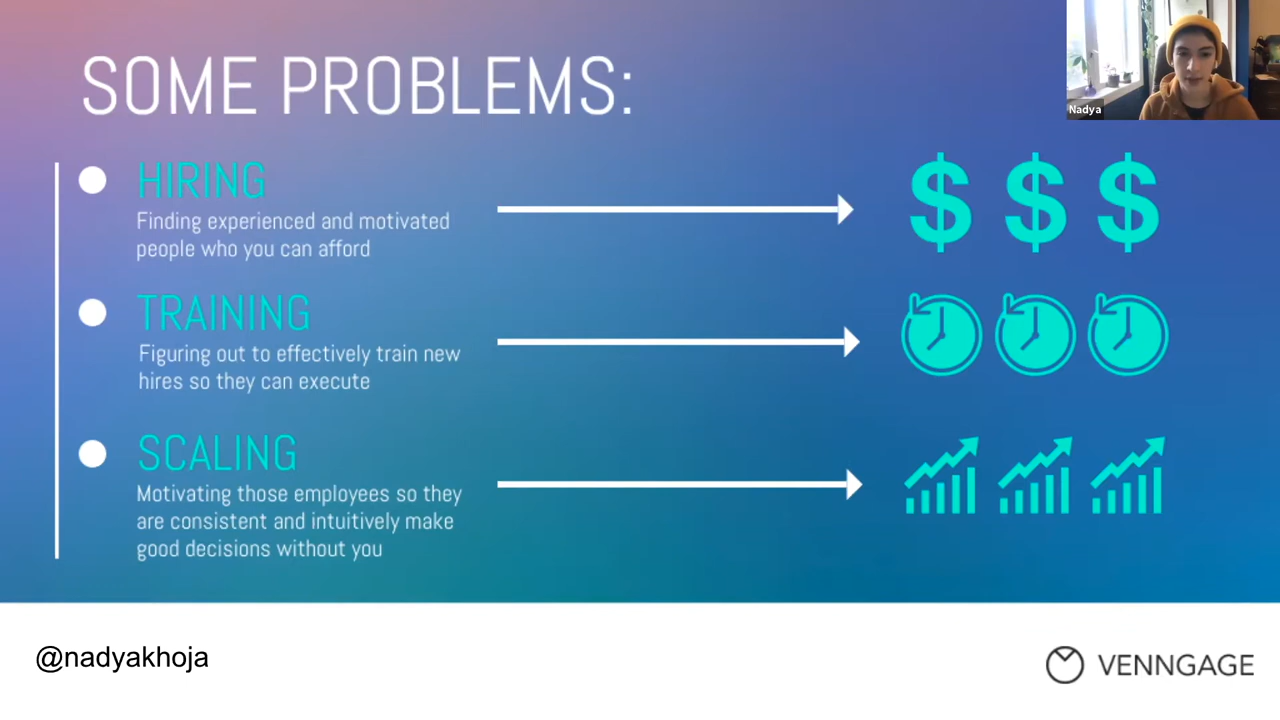 SOME PROBLEMS:
Nadya
HIRING
Finding experienced and motivated
people who you can afford
$ $ $
TRAINING
Figuring out to effectively train new
hires so they can execute
SCALING
Motivating those employees so they
are consistent and intuitively make
good decisions without you
@nadyakhoja
VENNGAGE